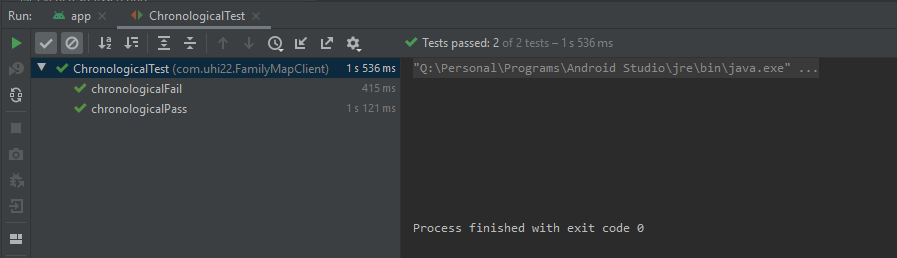 Run: app × ChronologicalTest ×
Tests passed: 2 of 2 tests – 1 s 536 ms
ChronologicalTest (com.uhi22.FamilyMapClient) 1 s 536 ms
chronologicalFail 415 ms
chronologicalPass 1 s 121 ms
"Q:\Personal\Programs\Android Studio\jre\bin\java.exe" ...
Process finished with exit code 0